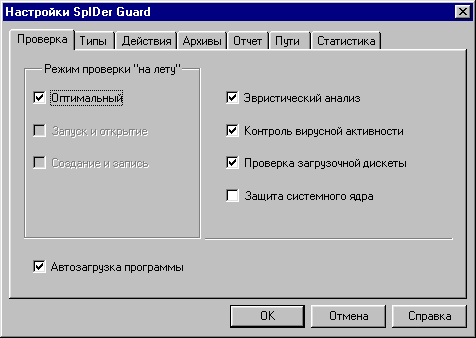 Настройки SpIDer Guard
Проверка Типы Действия Архивы Отчет Пути Статистика
Режим проверки "на лету"
Оптимальный
Запуск и открытие
Создание и запись
Эвристический анализ
Контроль вирусной активности
Проверка загрузочной дискеты
Защита системного ядра
Автозагрузка программы
OK Отмена Справка